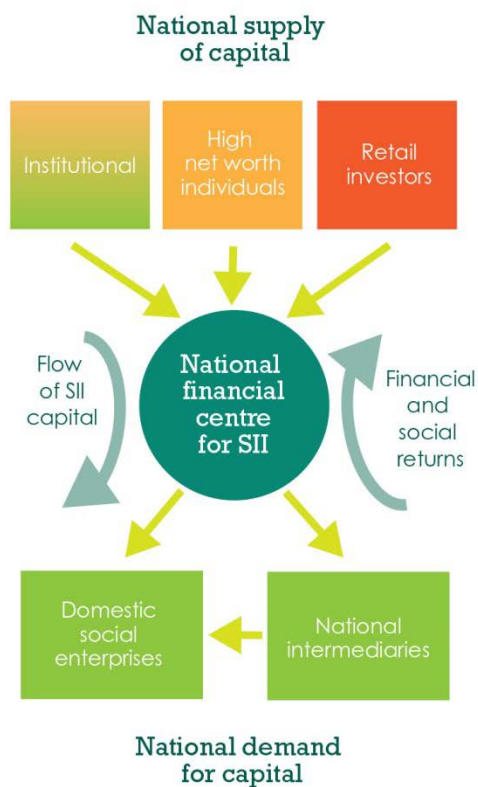 National supply
of capital
Institutional
High
net worth
individuals
Retail
investors
Flow
of SII
capital
National
financial
centre
for SII
Financial
and
social
returns
Domestic
social
enterprises
National
intermediaries
National demand
for capital